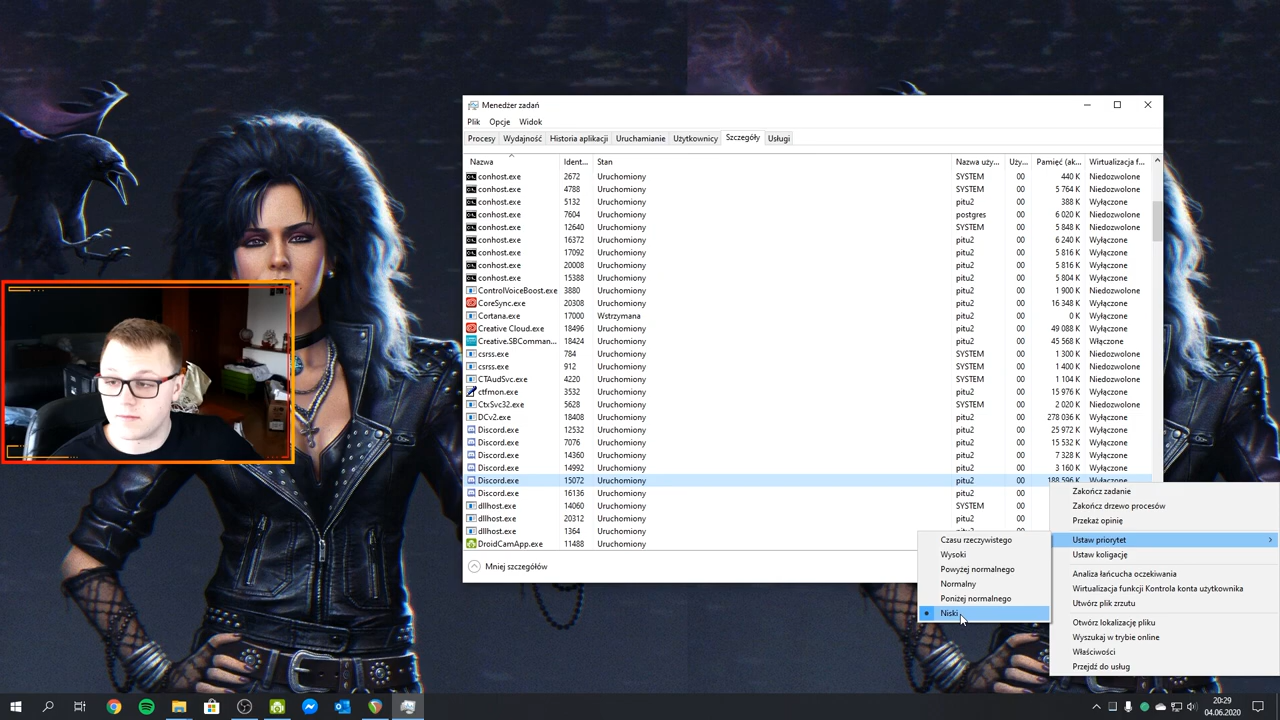 Menedżer zadań
Plik Opcje Widok
Procesy Wydajność Historia aplikacji Uruchamianie Użytkownicy Szczegóły Usługi
Nazwa Ident... Stan Nazwa uży... Uży... Pamięć (ak... Wirtualizacja f...
conhost.exe 2672 Uruchomiony SYSTEM 00 440 K Niedozwolone
conhost.exe 4788 Uruchomiony SYSTEM 00 5 764 K Niedozwolone
conhost.exe 5132 Uruchomiony pitu2 00 388 K Wyłączone
conhost.exe 7604 Uruchomiony postgres 00 6 020 K Niedozwolone
conhost.exe 12640 Uruchomiony SYSTEM 00 5 848 K Niedozwolone
conhost.exe 16372 Uruchomiony pitu2 00 6 240 K Wyłączone
conhost.exe 17092 Uruchomiony pitu2 00 5 816 K Wyłączone
conhost.exe 20008 Uruchomiony pitu2 00 5 816 K Wyłączone
conhost.exe 15388 Uruchomiony pitu2 00 5 804 K Wyłączone
ControlVoiceBoost.exe 3880 Uruchomiony pitu2 00 1 900 K Niedozwolone
CoreSync.exe 20308 Uruchomiony pitu2 00 16 348 K Wyłączone
Cortana.exe 17000 Wstrzymana pitu2 00 0 K Wyłączone
Creative Cloud.exe 18496 Uruchomiony pitu2 00 49 088 K Wyłączone
Creative.SBComman... 18424 Uruchomiony pitu2 00 45 568 K Włączone
csrss.exe 784 Uruchomiony SYSTEM 00 1 300 K Niedozwolone
csrss.exe 912 Uruchomiony SYSTEM 00 1 400 K Niedozwolone
CTAudSvc.exe 4220 Uruchomiony SYSTEM 00 1 104 K Niedozwolone
ctfmon.exe 3532 Uruchomiony pitu2 00 15 976 K Wyłączone
CtxSvc32.exe 5628 Uruchomiony SYSTEM 00 2 020 K Niedozwolone
DCv2.exe 18408 Uruchomiony pitu2 00 278 036 K Wyłączone
Discord.exe 12532 Uruchomiony pitu2 00 25 972 K Wyłączone
Discord.exe 7076 Uruchomiony pitu2 00 15 532 K Wyłączone
Discord.exe 14360 Uruchomiony pitu2 00 7 328 K Wyłączone
Discord.exe 14992 Uruchomiony pitu2 00 3 160 K Wyłączone
Discord.exe 15072 Uruchomiony pitu2 00 188 596 K Wyłączone
Discord.exe 16136 Uruchomiony pitu2 00
dllhost.exe 14060 Uruchomiony SYSTEM 00
dllhost.exe 20312 Uruchomiony pitu2 00
dllhost.exe 1364 Uruchomiony pitu2 00
DroidCamApp.exe 11488 Uruchomiony
Mniej szczegółów
Czasu rzeczywistego
Wysoki
Powyżej normalnego
Normalny
Poniżej normalnego
Niski
Zakończ zadanie
Zakończ drzewo procesów
Przekaż opinię
Ustaw priorytet
Ustaw koligację
Analiza łańcucha oczekiwania
Wirtualizacja funkcji Kontrola konta użytkownika
Utwórz plik zrzutu
Otwórz lokalizację pliku
Wyszukaj w trybie online
Właściwości
Przejdź do usług
20:29
04.06.2020